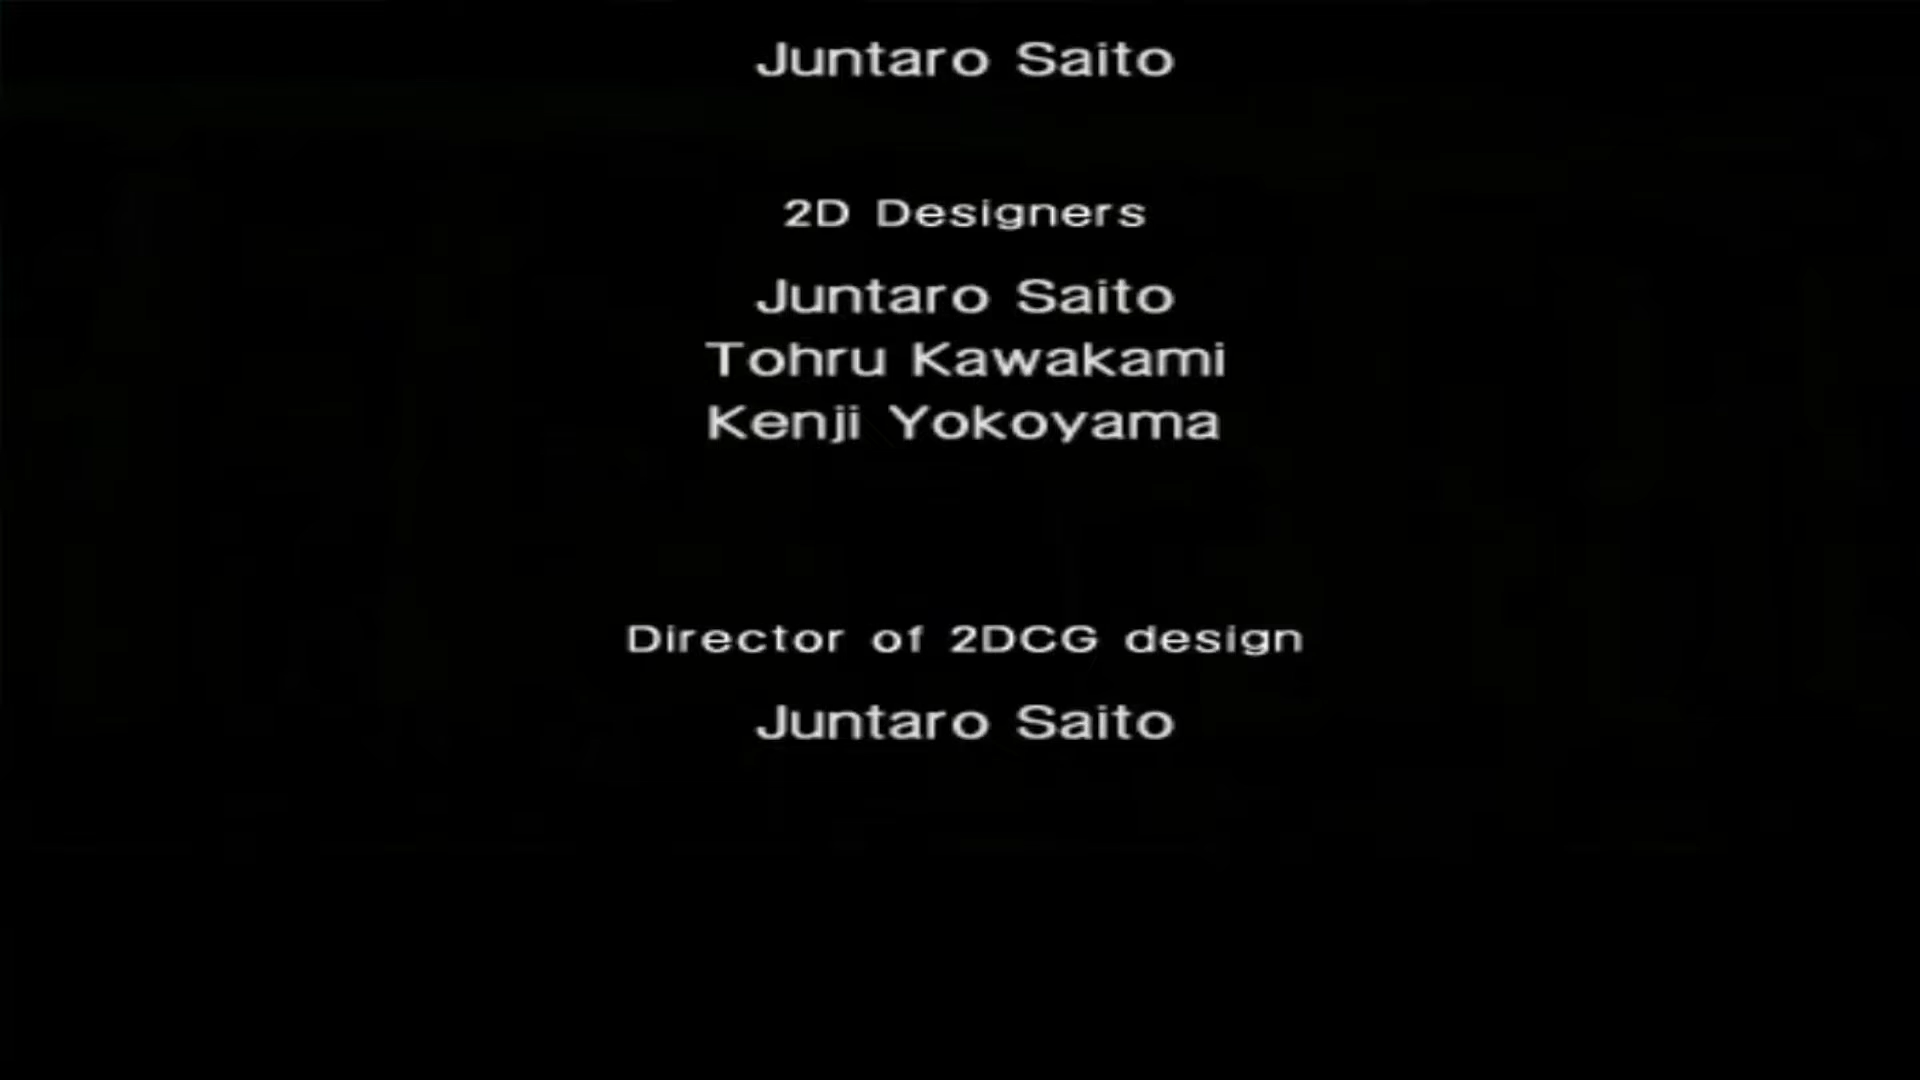 Juntaro Saito
2D Designers
Juntaro Saito
Tohru Kawakami
Kenji Yokoyama
Director of 2DCG design
Juntaro Saito